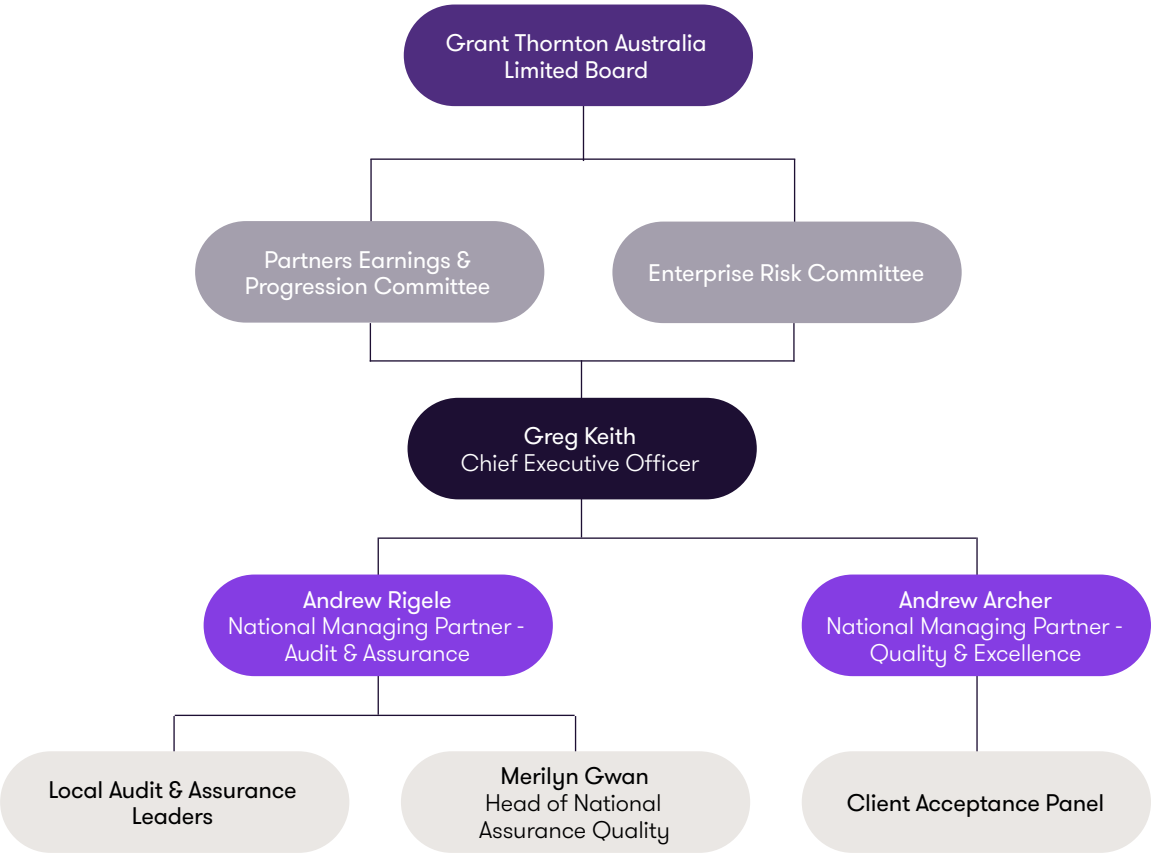 Grant Thornton Australia
Limited Board
Partners Earnings &
Progression Committee
Enterprise Risk Committee
Greg Keith
Chief Executive Officer
Andrew Rigele
National Managing Partner -
Audit & Assurance
Andrew Archer
National Managing Partner -
Quality & Excellence
Local Audit & Assurance
Leaders
Merilyn Gwan
Head of National
Assurance Quality
Client Acceptance Panel